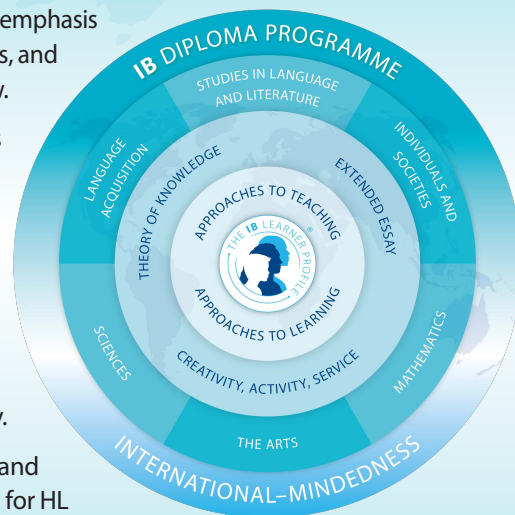 emphasis
s, and
y.
s
y.
and
for HL
IB DIPLOMA PROGRAMME
STUDIES IN LANGUAGE
AND LITERATURE
INDIVIDUALS AND
SOCIETIES
MATHEMATICS
THE ARTS
SCIENCES
LANGUAGE
ACQUISITION
THEORY OF KNOWLEDGE
EXTENDED ESSAY
CREATIVITY, ACTIVITY, SERVICE
APPROACHES TO TEACHING
APPROACHES TO LEARNING
THE IB LEARNER PROFILE ®
INTERNATIONAL–MINDEDNESS